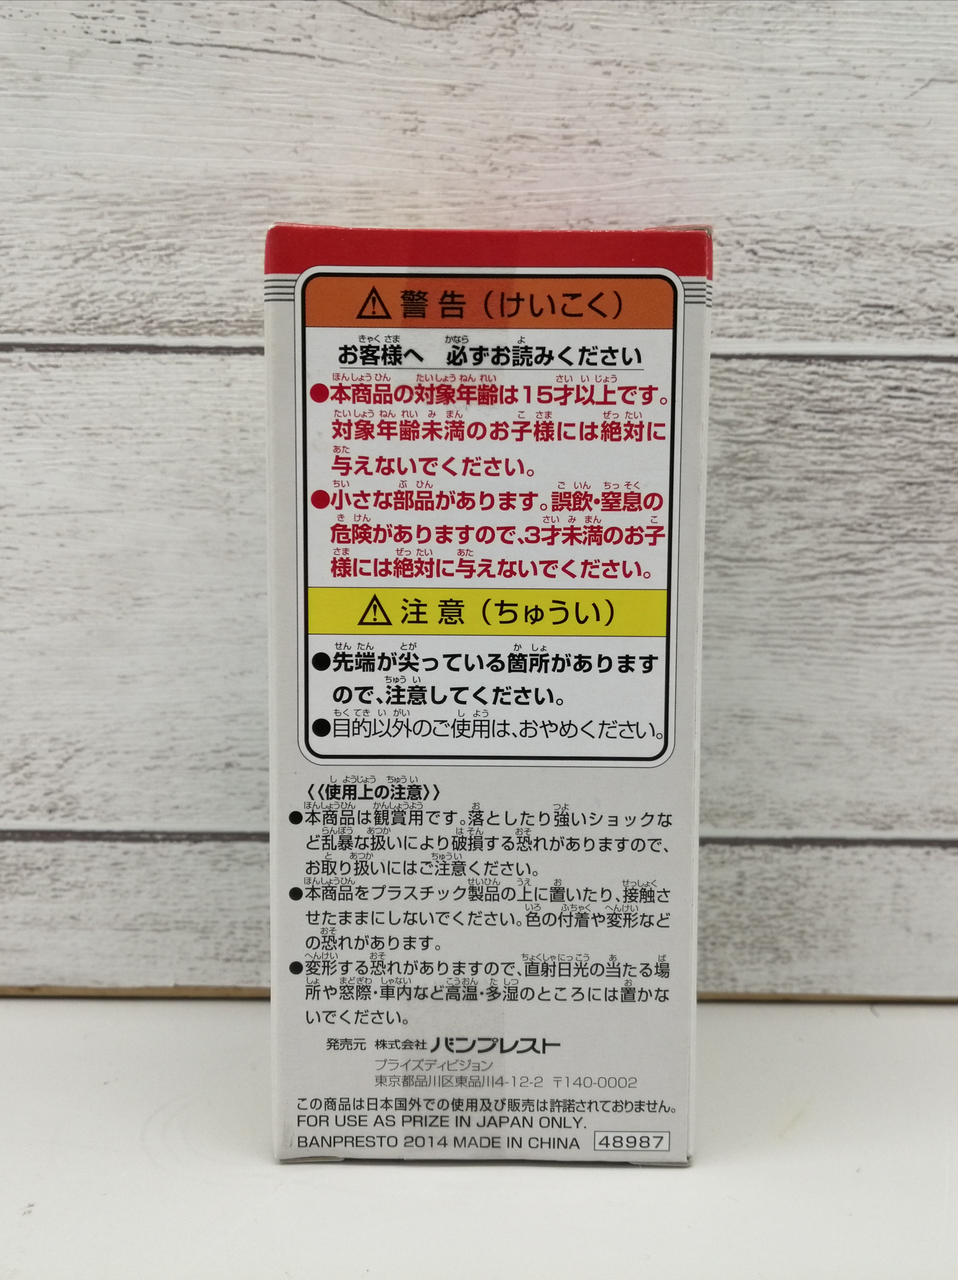 ⚠警告（けいこく）
お客様へ 必ずお読みください
●本商品の対象年齢は15才以上です。
対象年齢未満のお子様には絶対に
与えないでください。
●小さな部品があります。誤飲・窒息の
危険がありますので、3才未満のお子
様には絶対に与えないでください。
⚠注意（ちゅうい）
●先端が尖っている箇所があります
ので、注意してください。
●目的以外のご使用は、おやめください。
〈〈使用上の注意〉〉
●本商品は観賞用です。落としたり強いショックな
ど乱暴な扱いにより破損する恐れがありますので、
お取り扱いにはご注意ください。
●本商品をプラスチック製品の上に置いたり、接触さ
せたままにしないでください。色の付着や変形など
の恐れがあります。
●変形する恐れがありますので、直射日光の当たる場
所や窓際・車内など高温・多湿のところには置かな
いでください。
発売元 株式会社 バンプレスト
プライズディビジョン
東京都品川区東品川4-12-2 〒140-0002
この商品は日本国外での使用及び販売は許諾されておりません。
FOR USE AS PRIZE IN JAPAN ONLY.
BANPRESTO 2014 MADE IN CHINA 48987